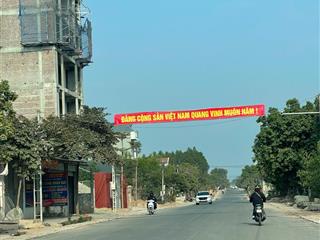 ĐẢNG CỘNG SẢN VIỆT NAM QUANG VINH MUÔN NĂM !